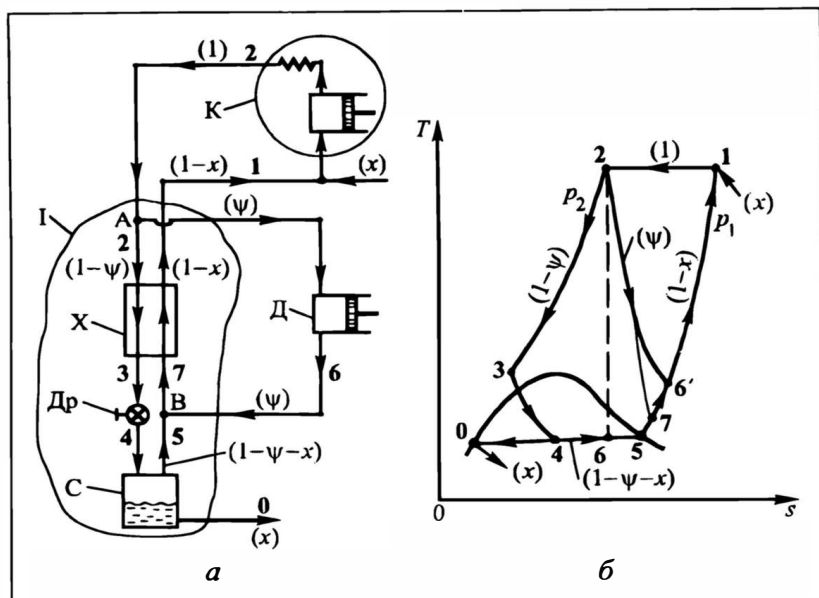 (1) 2
К
(1-x) 1 (x)
I
A (ψ)
2
(1-ψ) (1-x)
X
Д
3 7 6
Др
B (ψ)
4 5
(1-ψ-x)
C
0
(x)
а
T
2 (1) 1
p₂ (x)
(ψ) p₁
(1-ψ) (1-x)
3
6′
7
0 4 6 5
(x) (1-ψ-x)
0 s
б